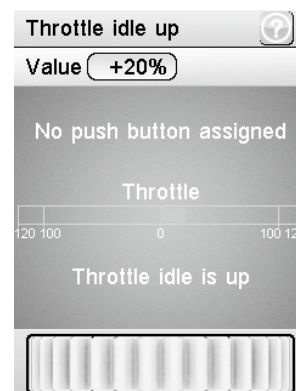 Throttle idle up ?
Value +20%
No push button assigned
Throttle
120 100 0 100 12
Throttle idle is up